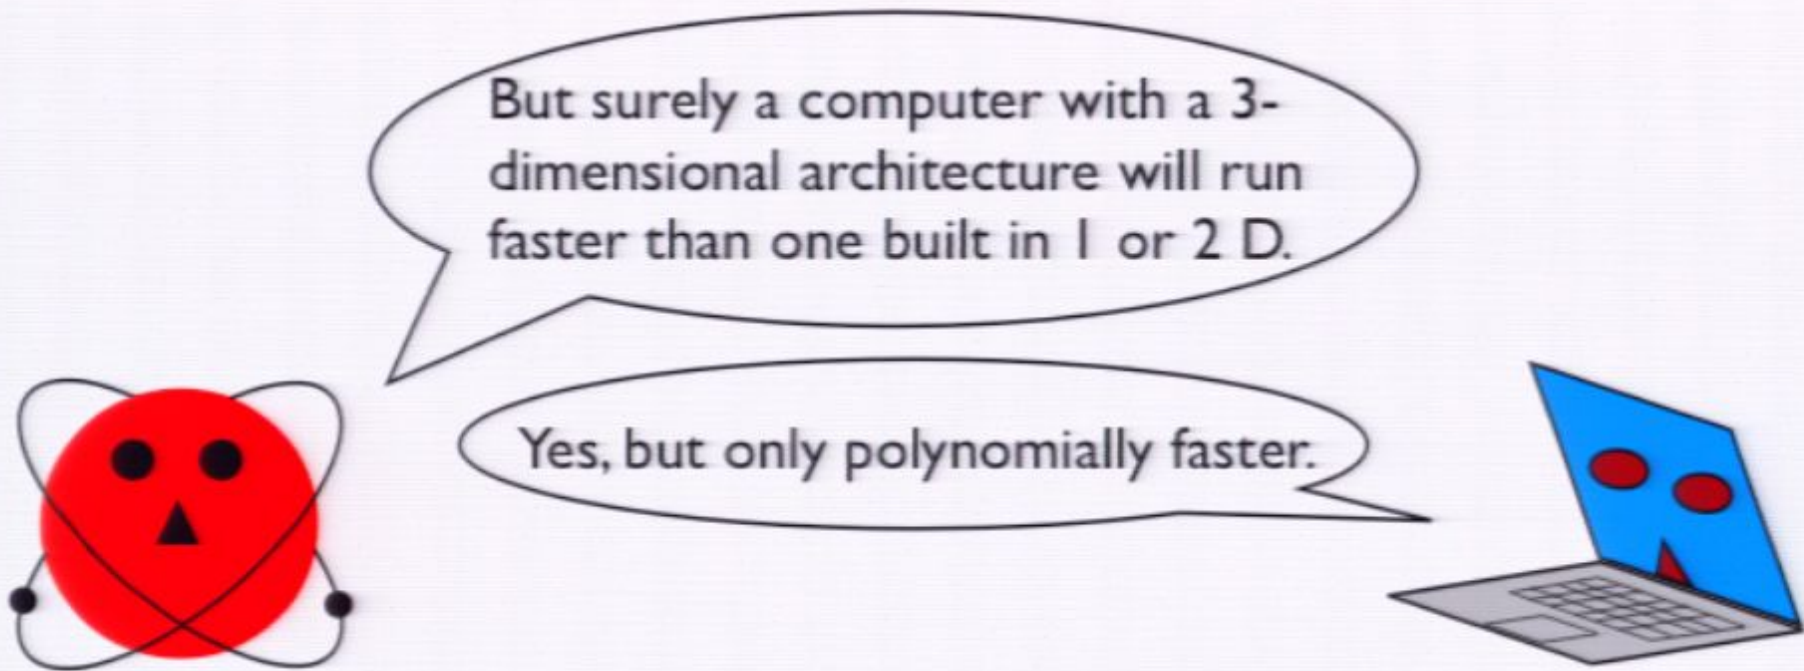 But surely a computer with a 3-
dimensional architecture will run
faster than one built in 1 or 2 D.
Yes, but only polynomially faster.